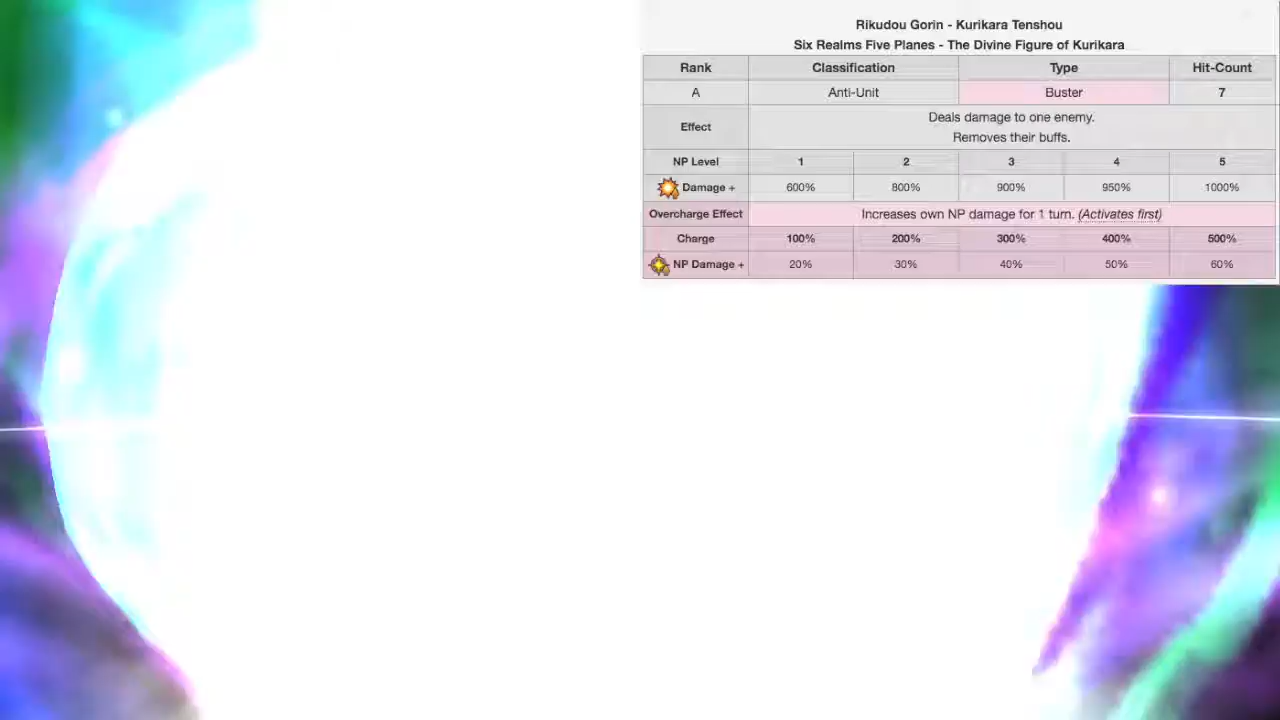 Rikudou Gorin - Kurikara Tenshou
Six Realms Five Planes - The Divine Figure of Kurikara
Rank Classification Type Hit-Count
A Anti-Unit Buster 7
Effect Deals damage to one enemy.
Removes their buffs.
NP Level 1 2 3 4 5
Damage + 600% 800% 900% 950% 1000%
Overcharge Effect Increases own NP damage for 1 turn. (Activates first)
Charge 100% 200% 300% 400% 500%
NP Damage + 20% 30% 40% 50% 60%